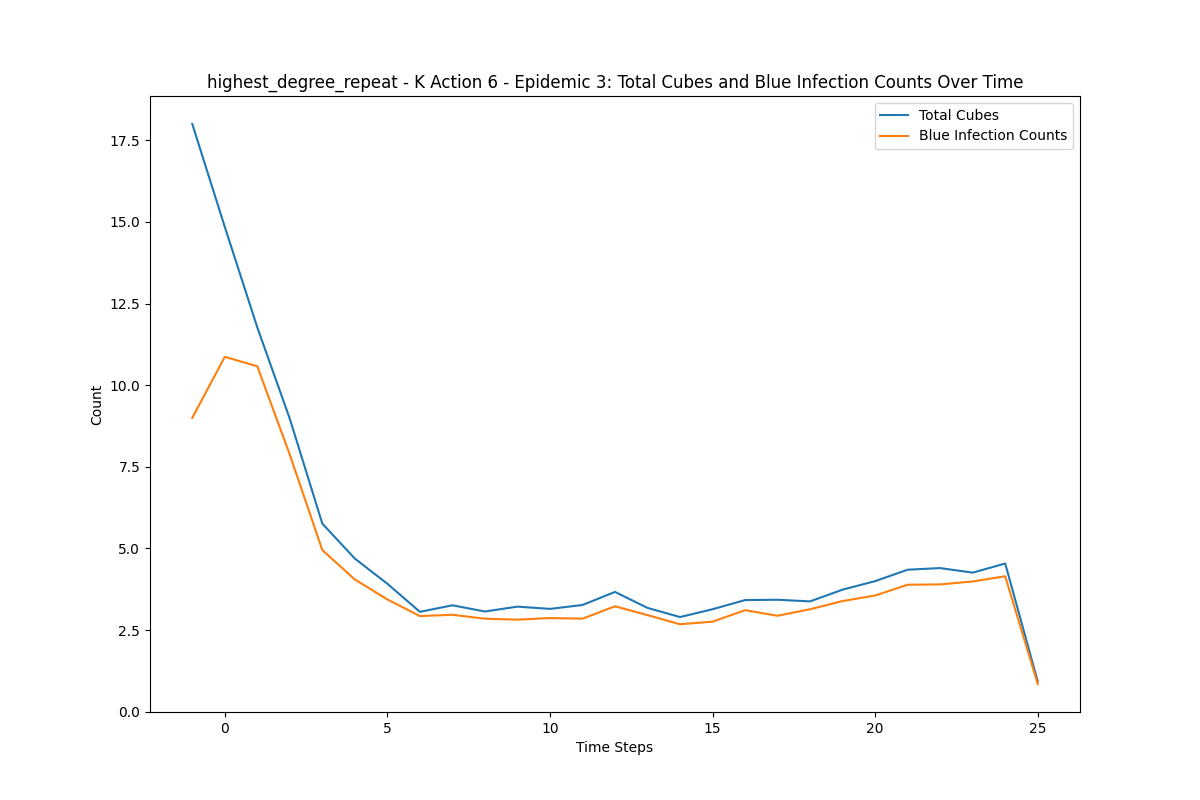 highest_degree_repeat - K Action 6 - Epidemic 3: Total Cubes and Blue Infection Counts Over Time
Total Cubes
Blue Infection Counts
17.5
15.0
12.5
10.0
7.5
5.0
2.5
0.0
Count
0 5 10 15 20 25
Time Steps